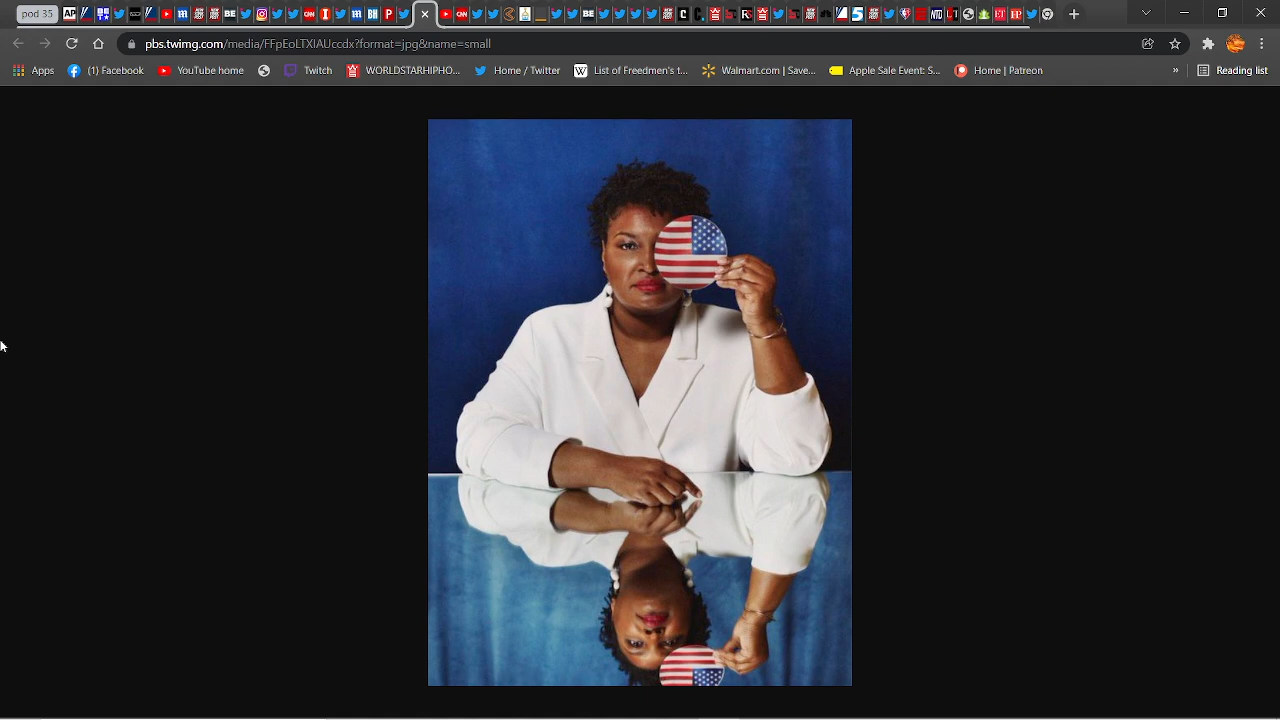 pod 35
pbs.twimg.com/media/FFpEoLTXIAUccdx?format=jpg&name=small
Apps (1) Facebook YouTube home Twitch WORLDSTARHIPHO... Home / Twitter List of Freedmen's t... Walmart.com | Save... Apple Sale Event: S... Home | Patreon » Reading list